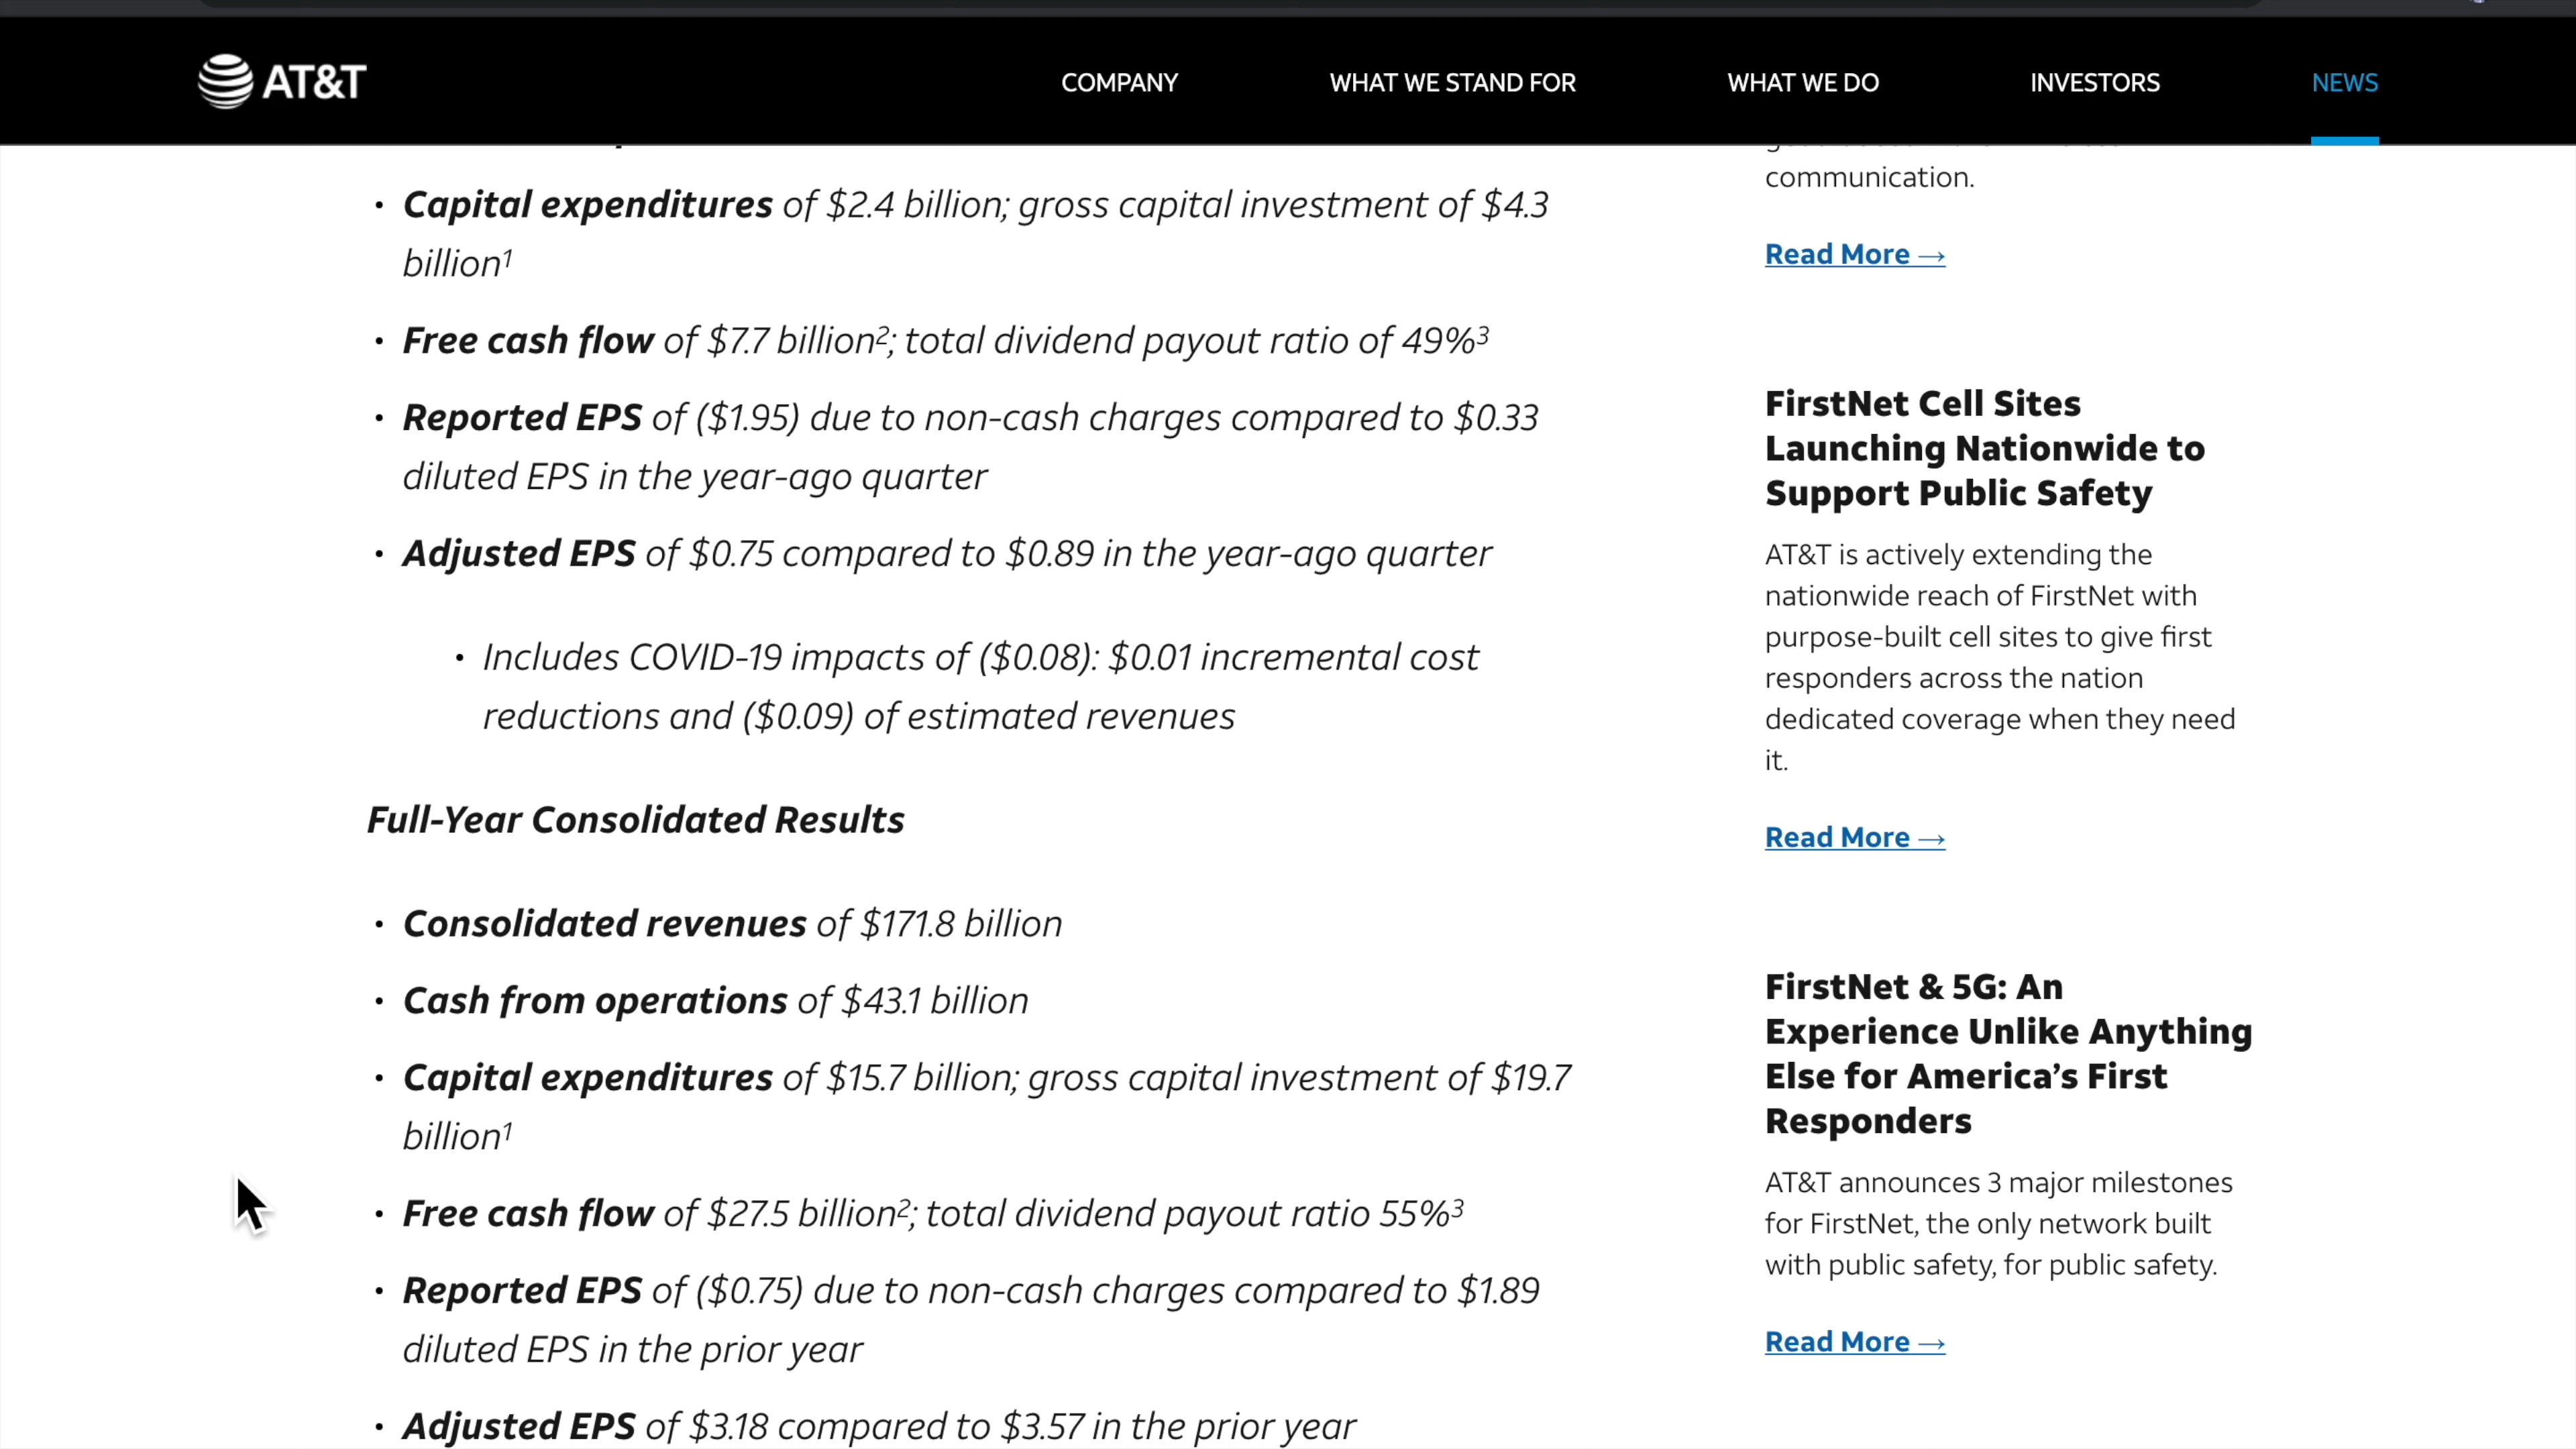 AT&T
COMPANY
WHAT WE STAND FOR
WHAT WE DO
INVESTORS
NEWS
• Capital expenditures of $2.4 billion; gross capital investment of $4.3
billion¹
• Free cash flow of $7.7 billion²; total dividend payout ratio of 49%³
• Reported EPS of ($1.95) due to non-cash charges compared to $0.33
diluted EPS in the year-ago quarter
• Adjusted EPS of $0.75 compared to $0.89 in the year-ago quarter
• Includes COVID-19 impacts of ($0.08): $0.01 incremental cost
reductions and ($0.09) of estimated revenues
Full-Year Consolidated Results
• Consolidated revenues of $171.8 billion
• Cash from operations of $43.1 billion
• Capital expenditures of $15.7 billion; gross capital investment of $19.7
billion¹
• Free cash flow of $27.5 billion²; total dividend payout ratio 55%³
• Reported EPS of ($0.75) due to non-cash charges compared to $1.89
diluted EPS in the prior year
• Adjusted EPS of $3.18 compared to $3.57 in the prior year
communication.
Read More →
FirstNet Cell Sites
Launching Nationwide to
Support Public Safety
AT&T is actively extending the
nationwide reach of FirstNet with
purpose-built cell sites to give first
responders across the nation
dedicated coverage when they need
it.
Read More →
FirstNet & 5G: An
Experience Unlike Anything
Else for America’s First
Responders
AT&T announces 3 major milestones
for FirstNet, the only network built
with public safety, for public safety.
Read More →